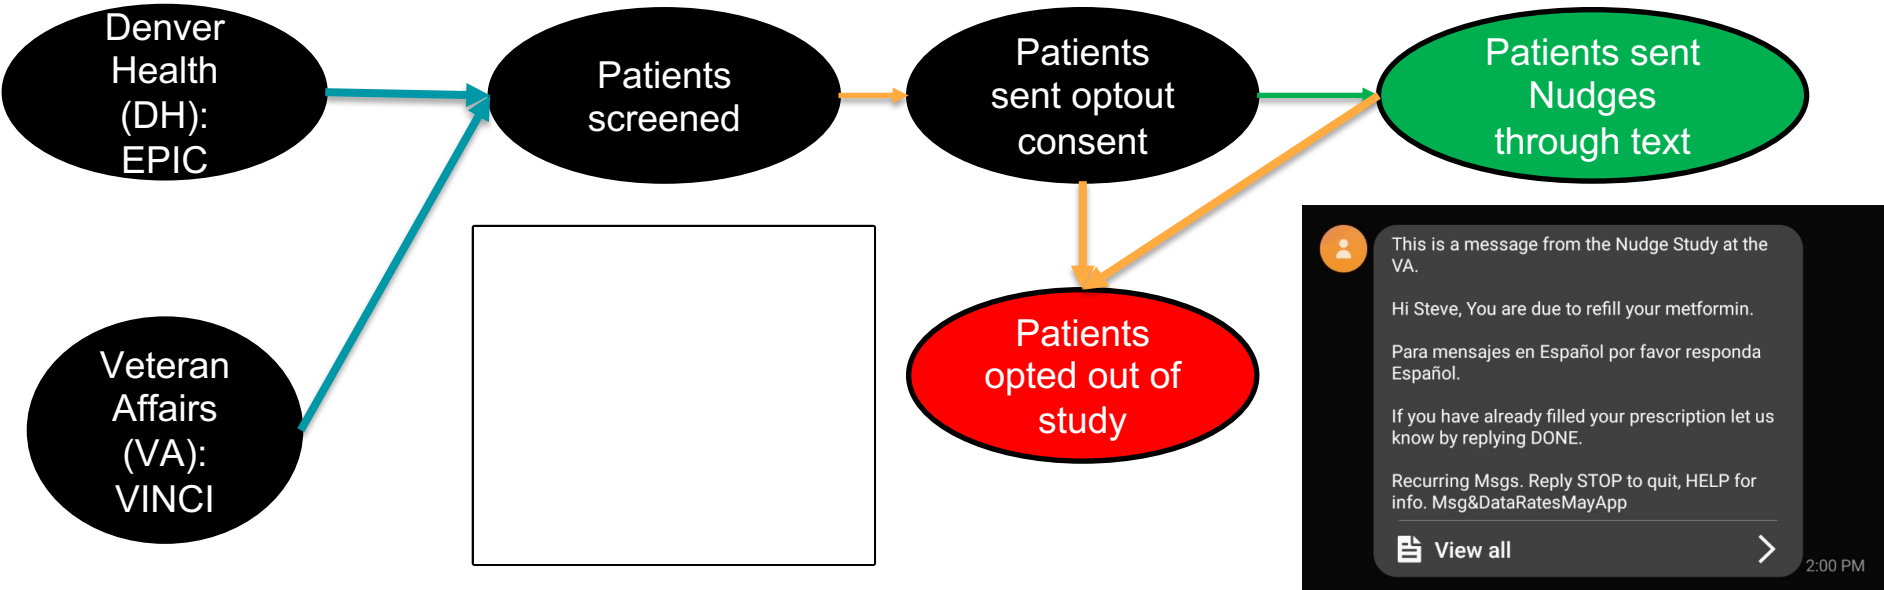 Denver
Health
(DH):
EPIC
Patients
screened
Patients
sent optout
consent
Patients sent
Nudges
through text
Veteran
Affairs
(VA):
VINCI
Patients
opted out of
study
This is a message from the Nudge Study at the
VA.
Hi Steve, You are due to refill your metformin.
Para mensajes en Español por favor responda
Español.
If you have already filled your prescription let us
know by replying DONE.
Recurring Msgs. Reply STOP to quit, HELP for
info. Msg&DataRatesMayApp
View all
2:00 PM